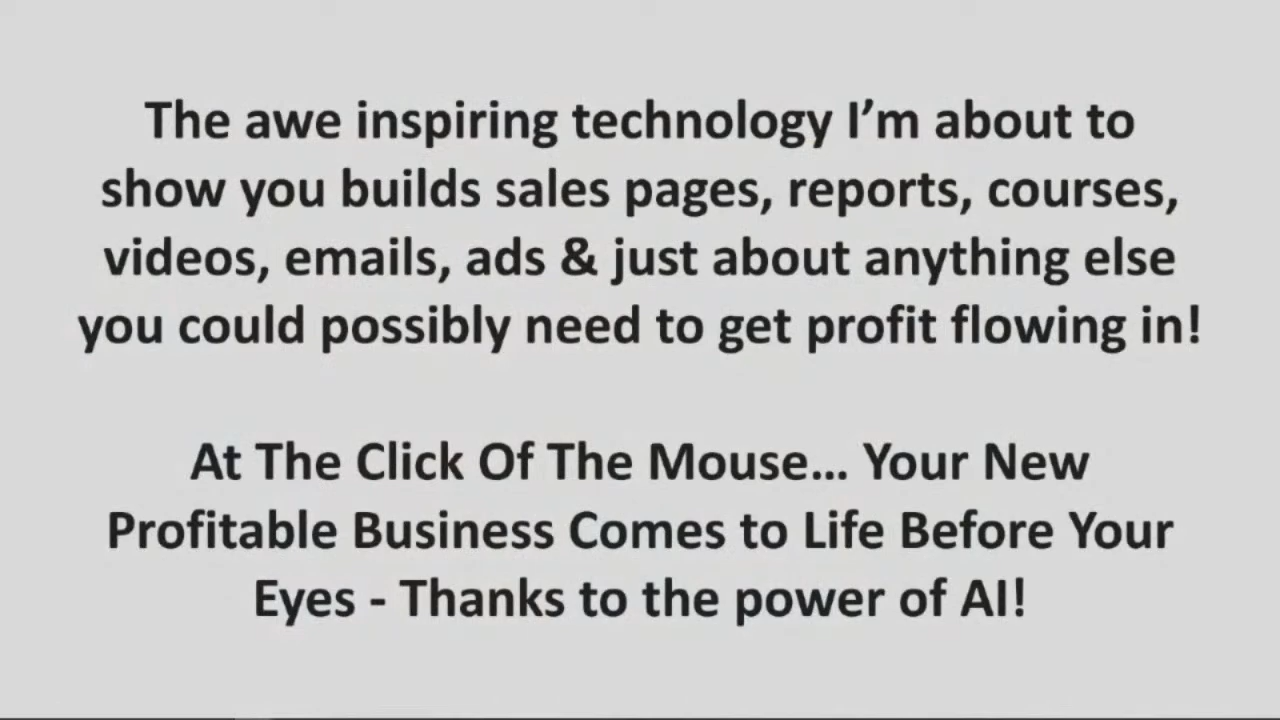 The awe inspiring technology I’m about to
show you builds sales pages, reports, courses,
videos, emails, ads & just about anything else
you could possibly need to get profit flowing in!
At The Click Of The Mouse... Your New
Profitable Business Comes to Life Before Your
Eyes - Thanks to the power of AI!